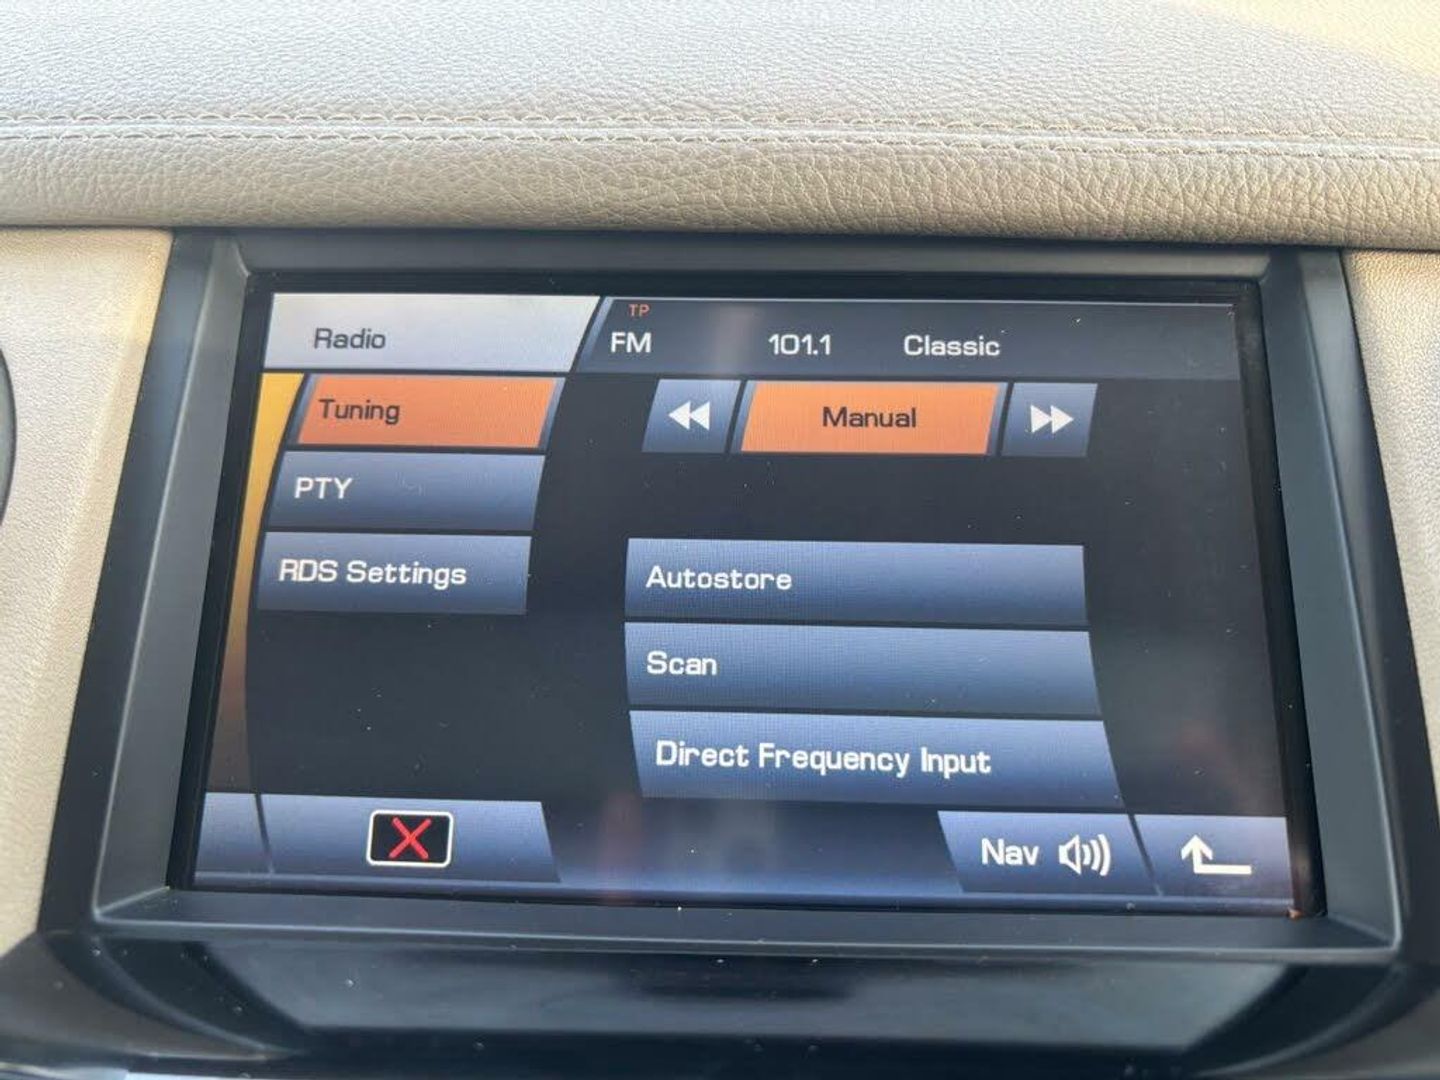 Radio
TP
FM 101.1 Classic
Tuning
Manual
PTY
RDS Settings
Autostore
Scan
Direct Frequency Input
Nav